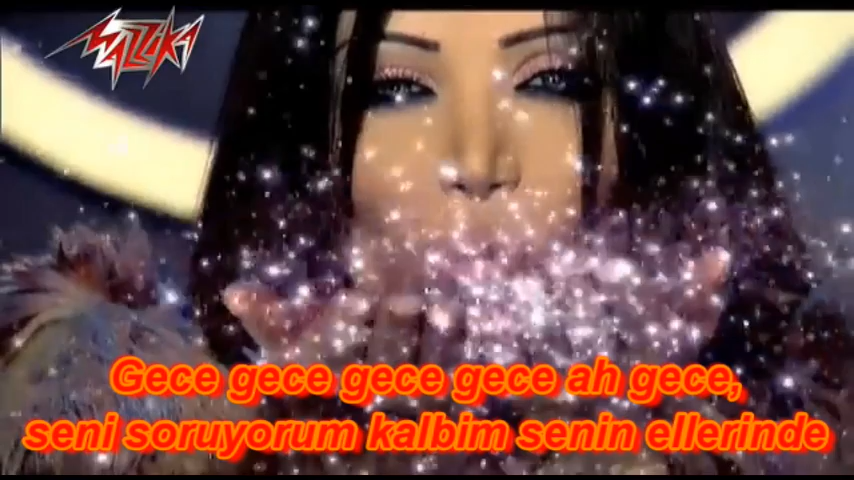 MAZZIKA
Gece gece gece gece ah gece,
seni soruyorum kalbim senin ellerinde